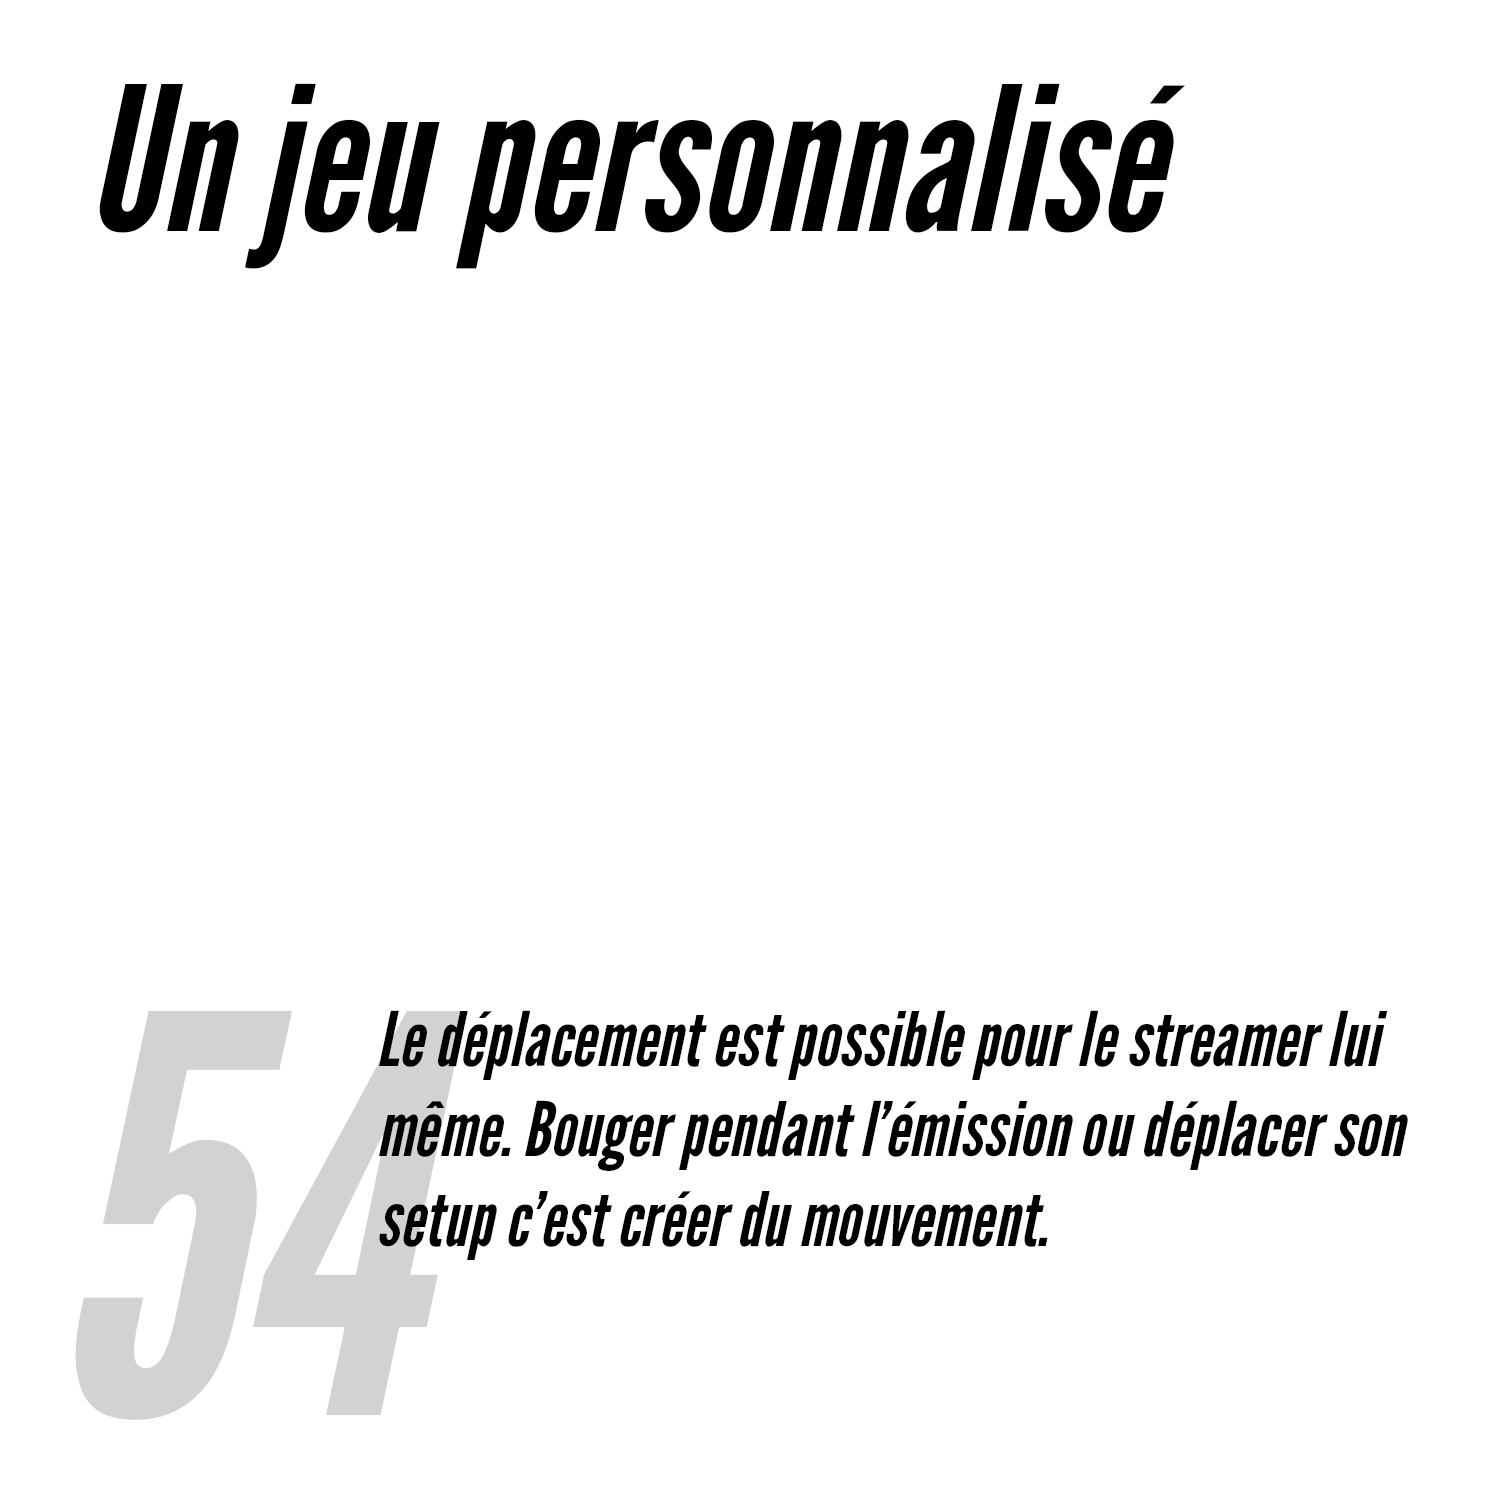 Un jeu personnalisé
54
Le déplacement est possible pour le streamer lui
même. Bouger pendant l’émission ou déplacer son
setup c’est créer du mouvement.